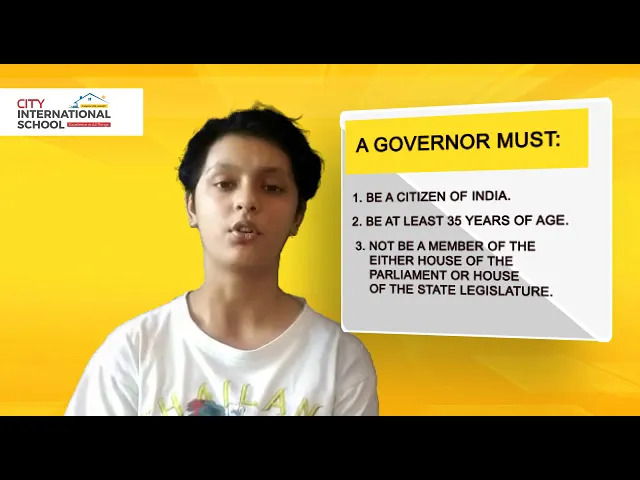 CITY
INTERNATIONAL
SCHOOL
A GOVERNOR MUST:
1. BE A CITIZEN OF INDIA.
2. BE AT LEAST 35 YEARS OF AGE.
3. NOT BE A MEMBER OF THE
EITHER HOUSE OF THE
PARLIAMENT OR HOUSE
OF THE STATE LEGISLATURE.
THAILAN